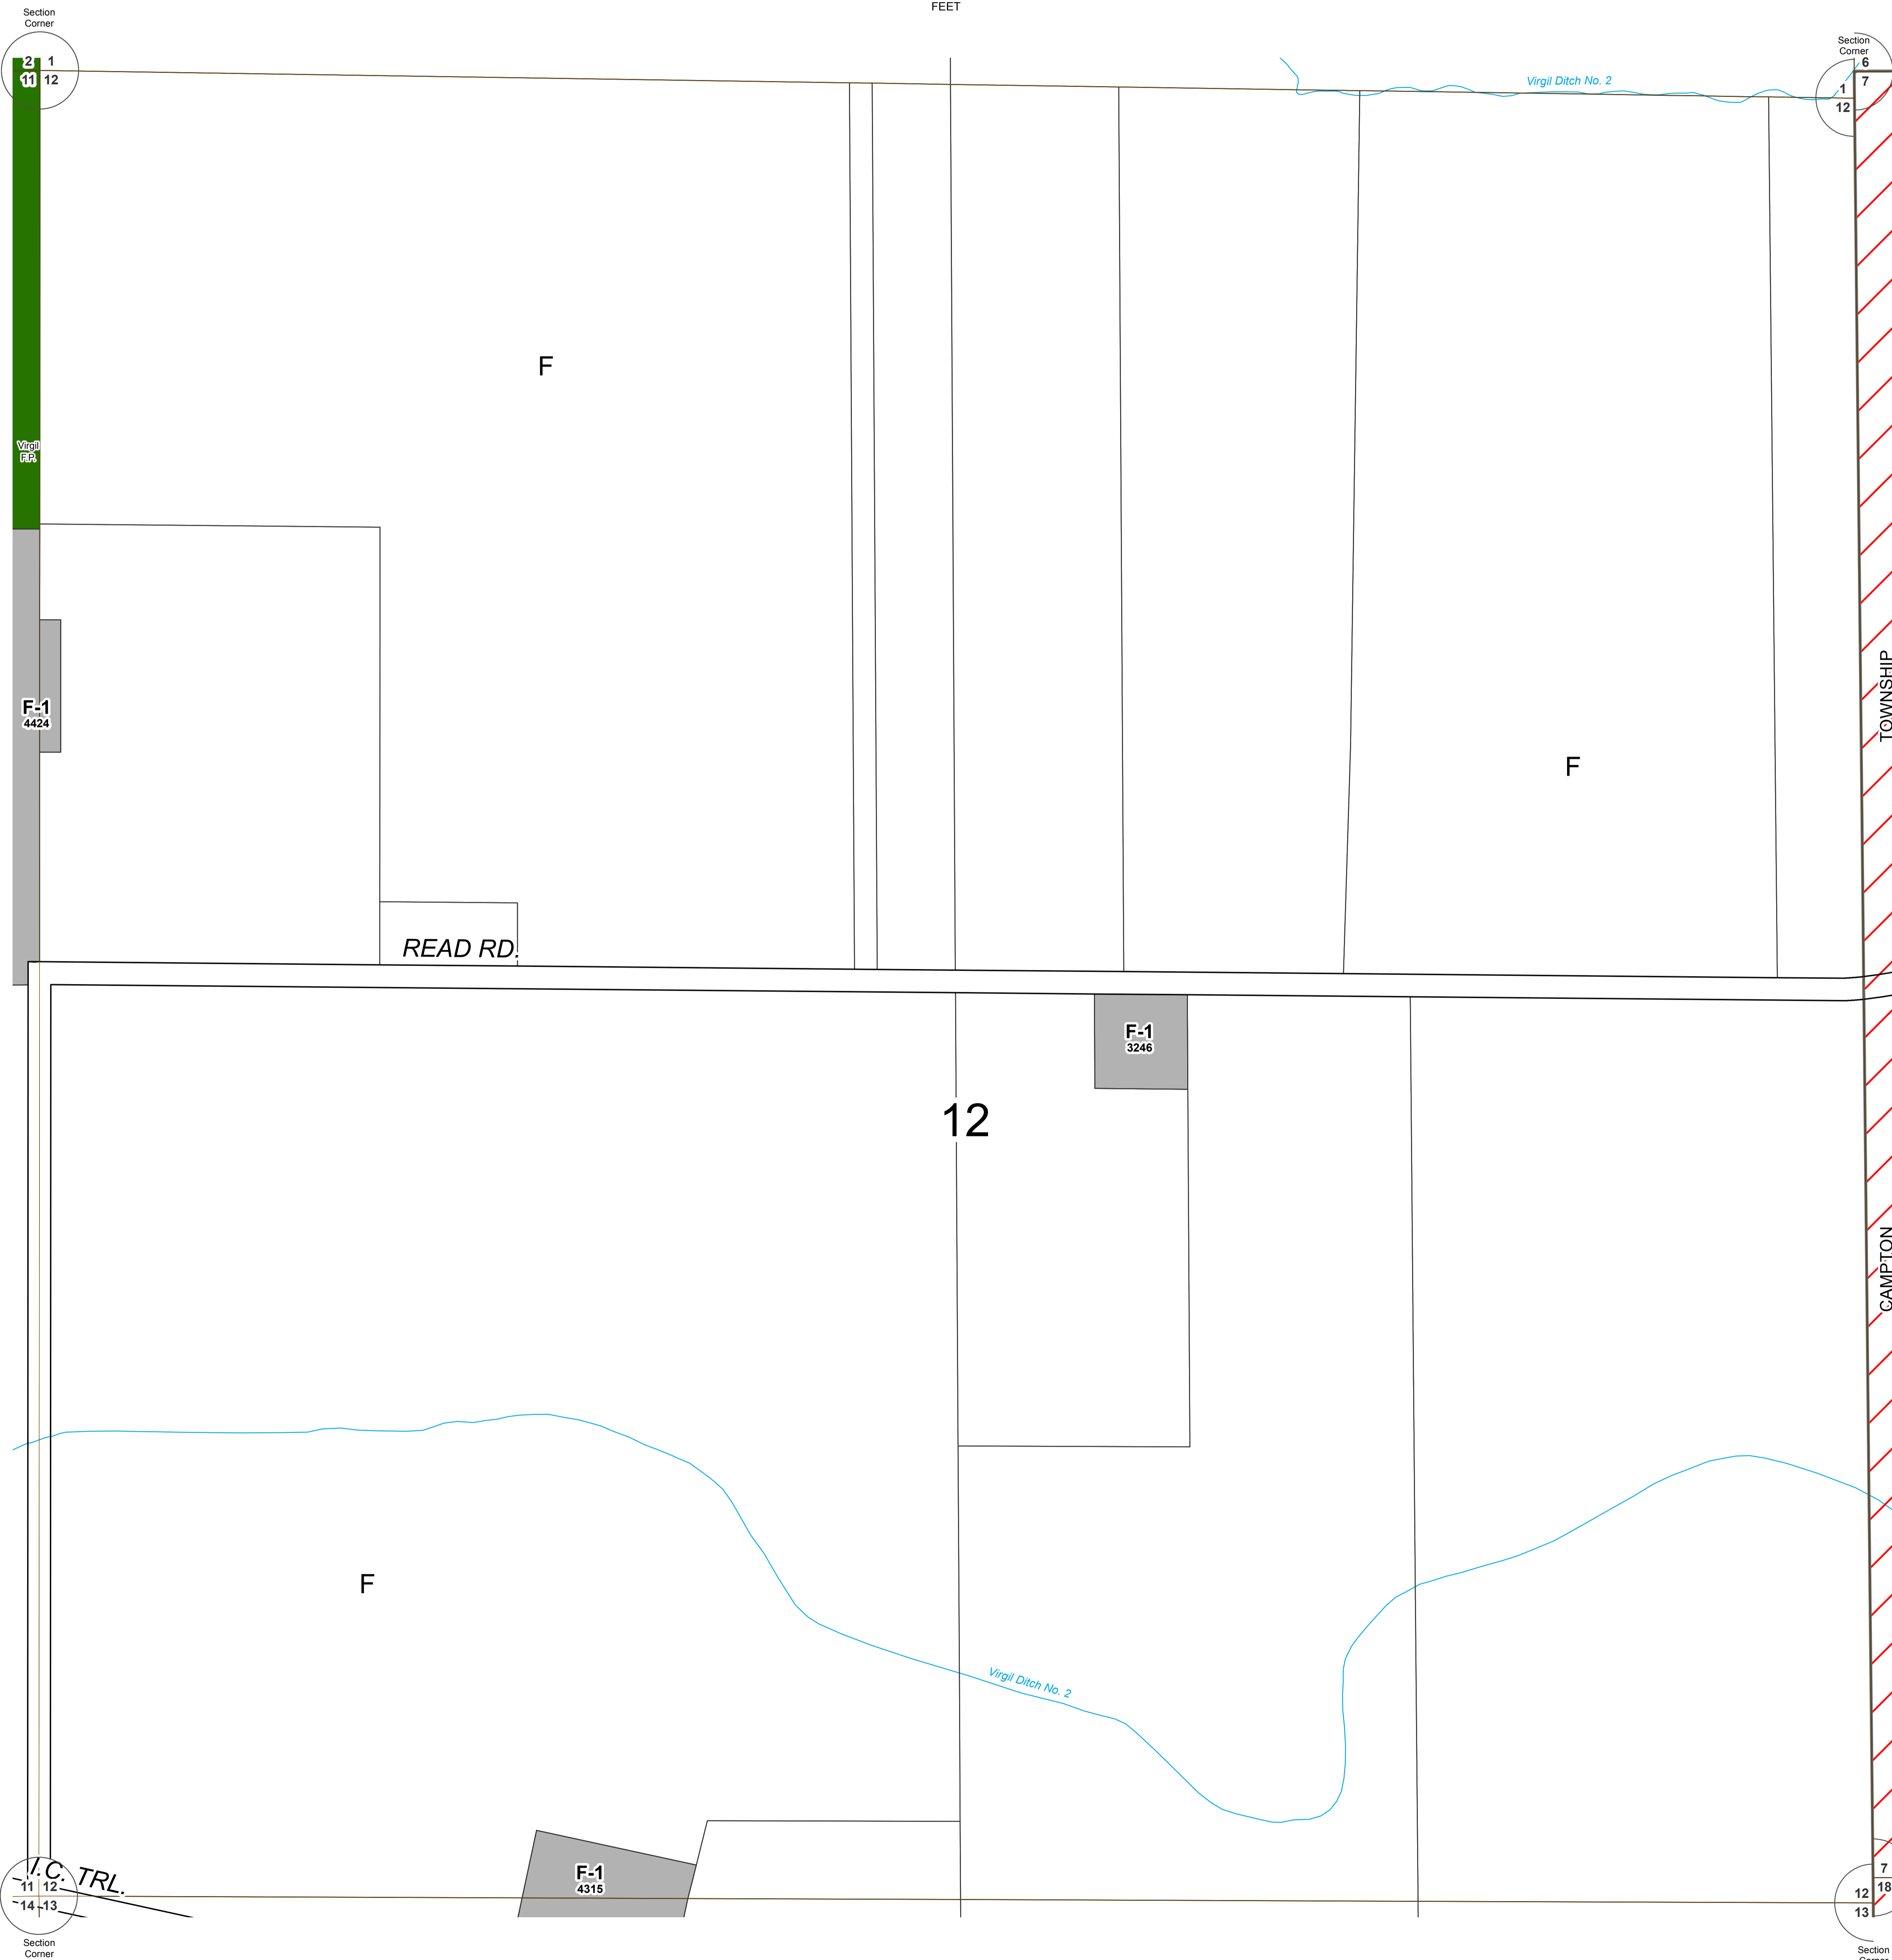 FEET
Section
Corner
2 1
11 12
Section
Corner
6
7
1
12
Virgil Ditch No. 2
F
Virgil
F.P.
TOWNSHIP
F-1
4424
F
READ RD.
F-1
3246
12
CAMPTON
F
Virgil Ditch No. 2
I.C. TRL.
11 12
14 13
F-1
4315
7
18
12
13
Section
Corner
Section
Corner